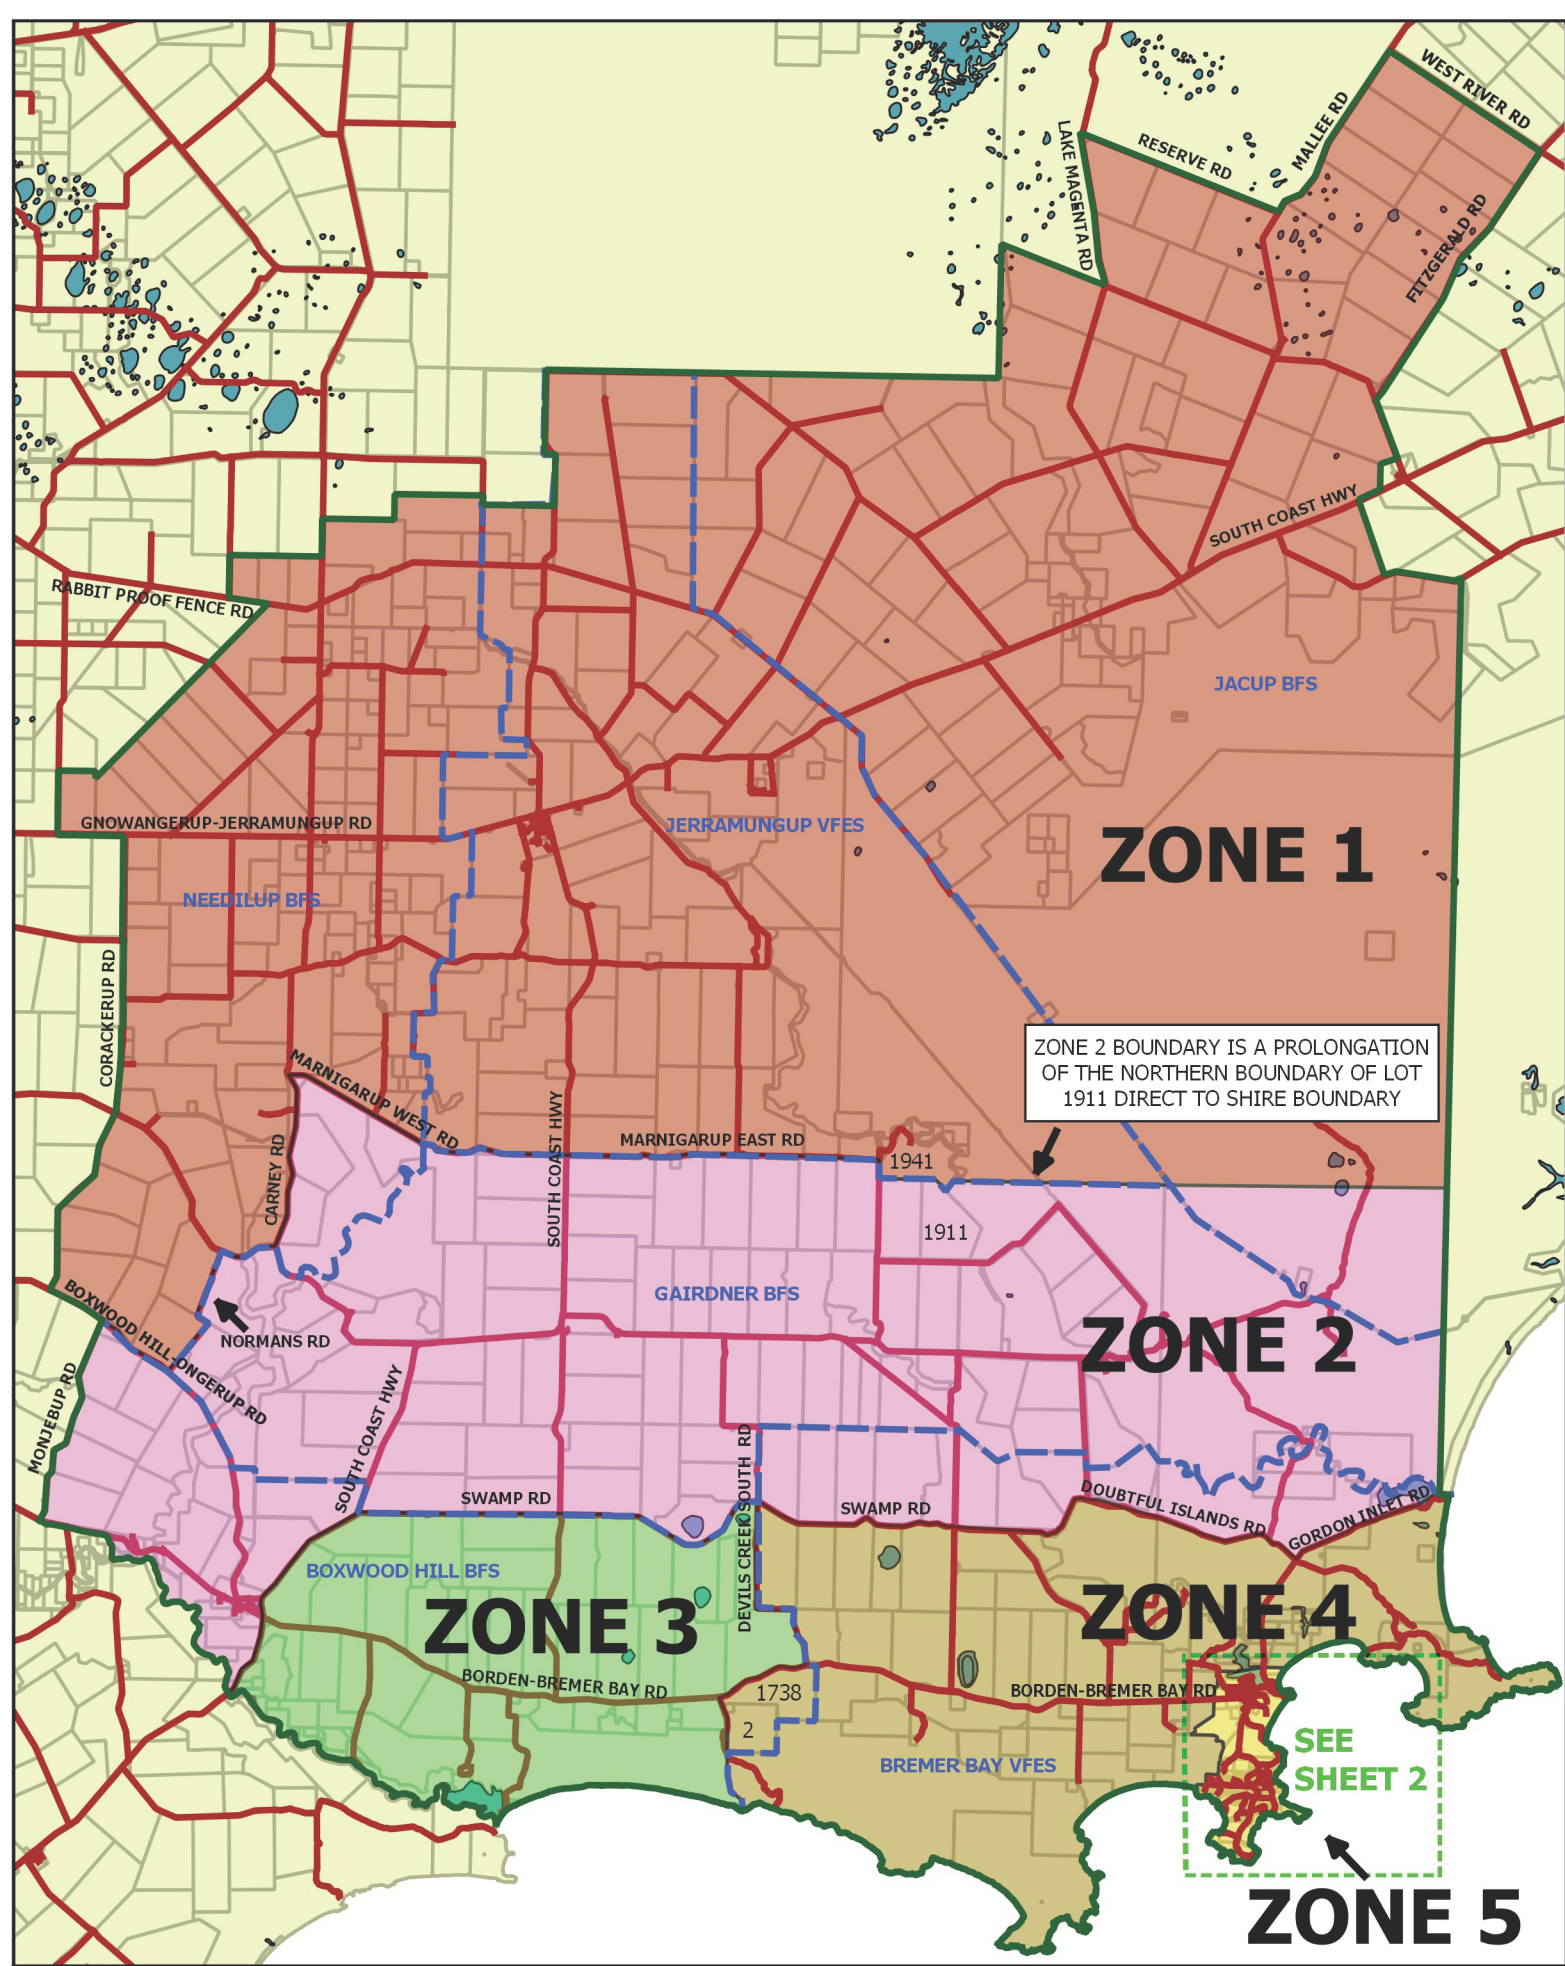 WEST RIVER RD
MALLEE RD
RESERVE RD
LAKE MAGENTA RD
FITZGERALD RD
SOUTH COAST HWY
RABBIT PROOF FENCE RD
JACUP BFS
GNOWANGERUP-JERRAMUNGUP RD
JERRAMUNGUP VFES
ZONE 1
NEEDILUP BFS
CORACKERUP RD
ZONE 2 BOUNDARY IS A PROLONGATION
OF THE NORTHERN BOUNDARY OF LOT
1911 DIRECT TO SHIRE BOUNDARY
MARNIGARUP WEST RD
SOUTH COAST HWY
MARNIGARUP EAST RD
1941
CARNEY RD
1911
GAIRDNER BFS
BOXWOOD HILL-ONGERUP RD
NORMANS RD
ZONE 2
MONJEBUP RD
SOUTH COAST HWY
DEVILS CREEK SOUTH RD
SWAMP RD
SWAMP RD
DOUBTFUL ISLANDS RD
GORDON INLET RD
BOXWOOD HILL BFS
ZONE 3
ZONE 4
BORDEN-BREMER BAY RD
1738
BORDEN-BREMER BAY RD
2
BREMER BAY VFES
SEE
SHEET 2
ZONE 5